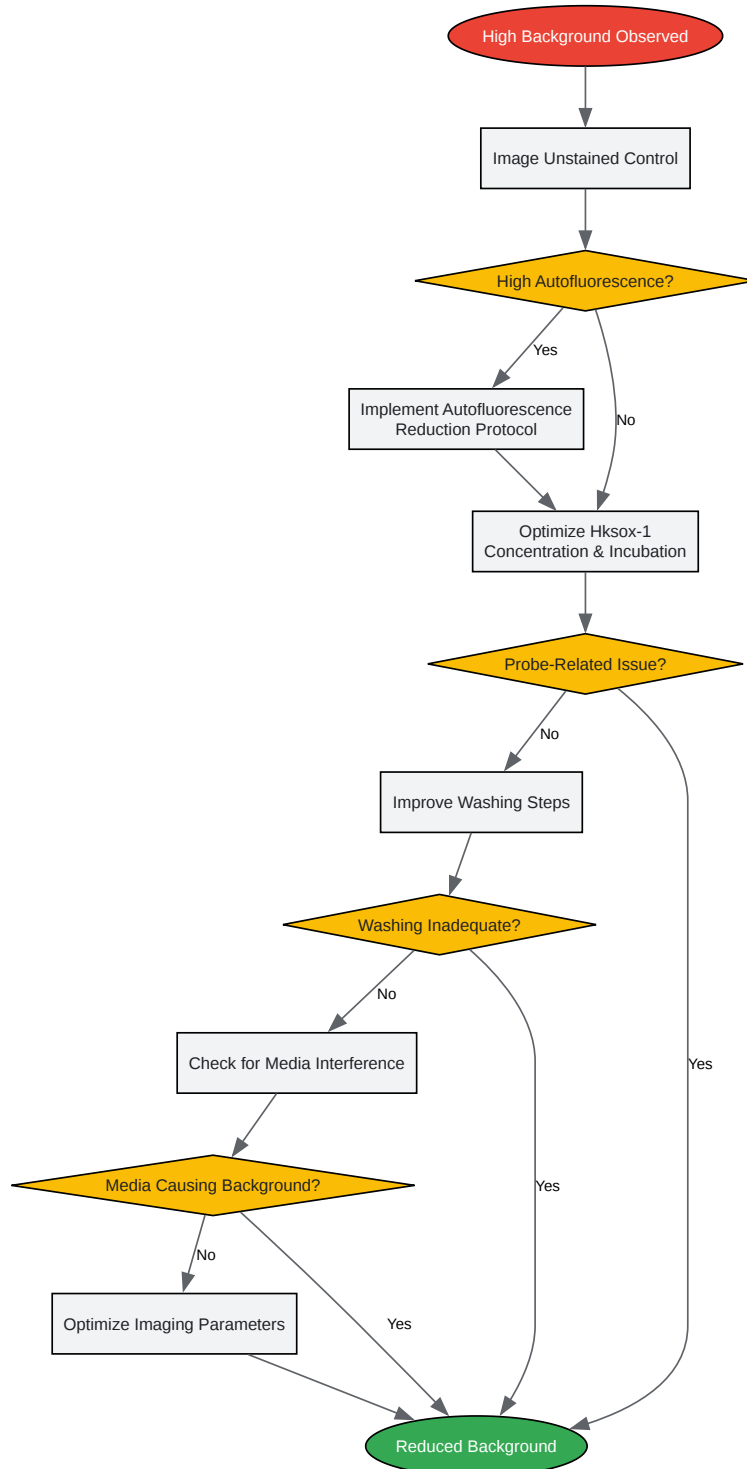 High Background Observed
Image Unstained Control
High Autofluorescence?
Yes
Implement Autofluorescence
Reduction Protocol
No
Optimize Hksox-1
Concentration & Incubation
Probe-Related Issue?
No
Improve Washing Steps
Washing Inadequate?
No
Check for Media Interference
Yes
Media Causing Background?
Yes
No
Optimize Imaging Parameters
Yes
Reduced Background